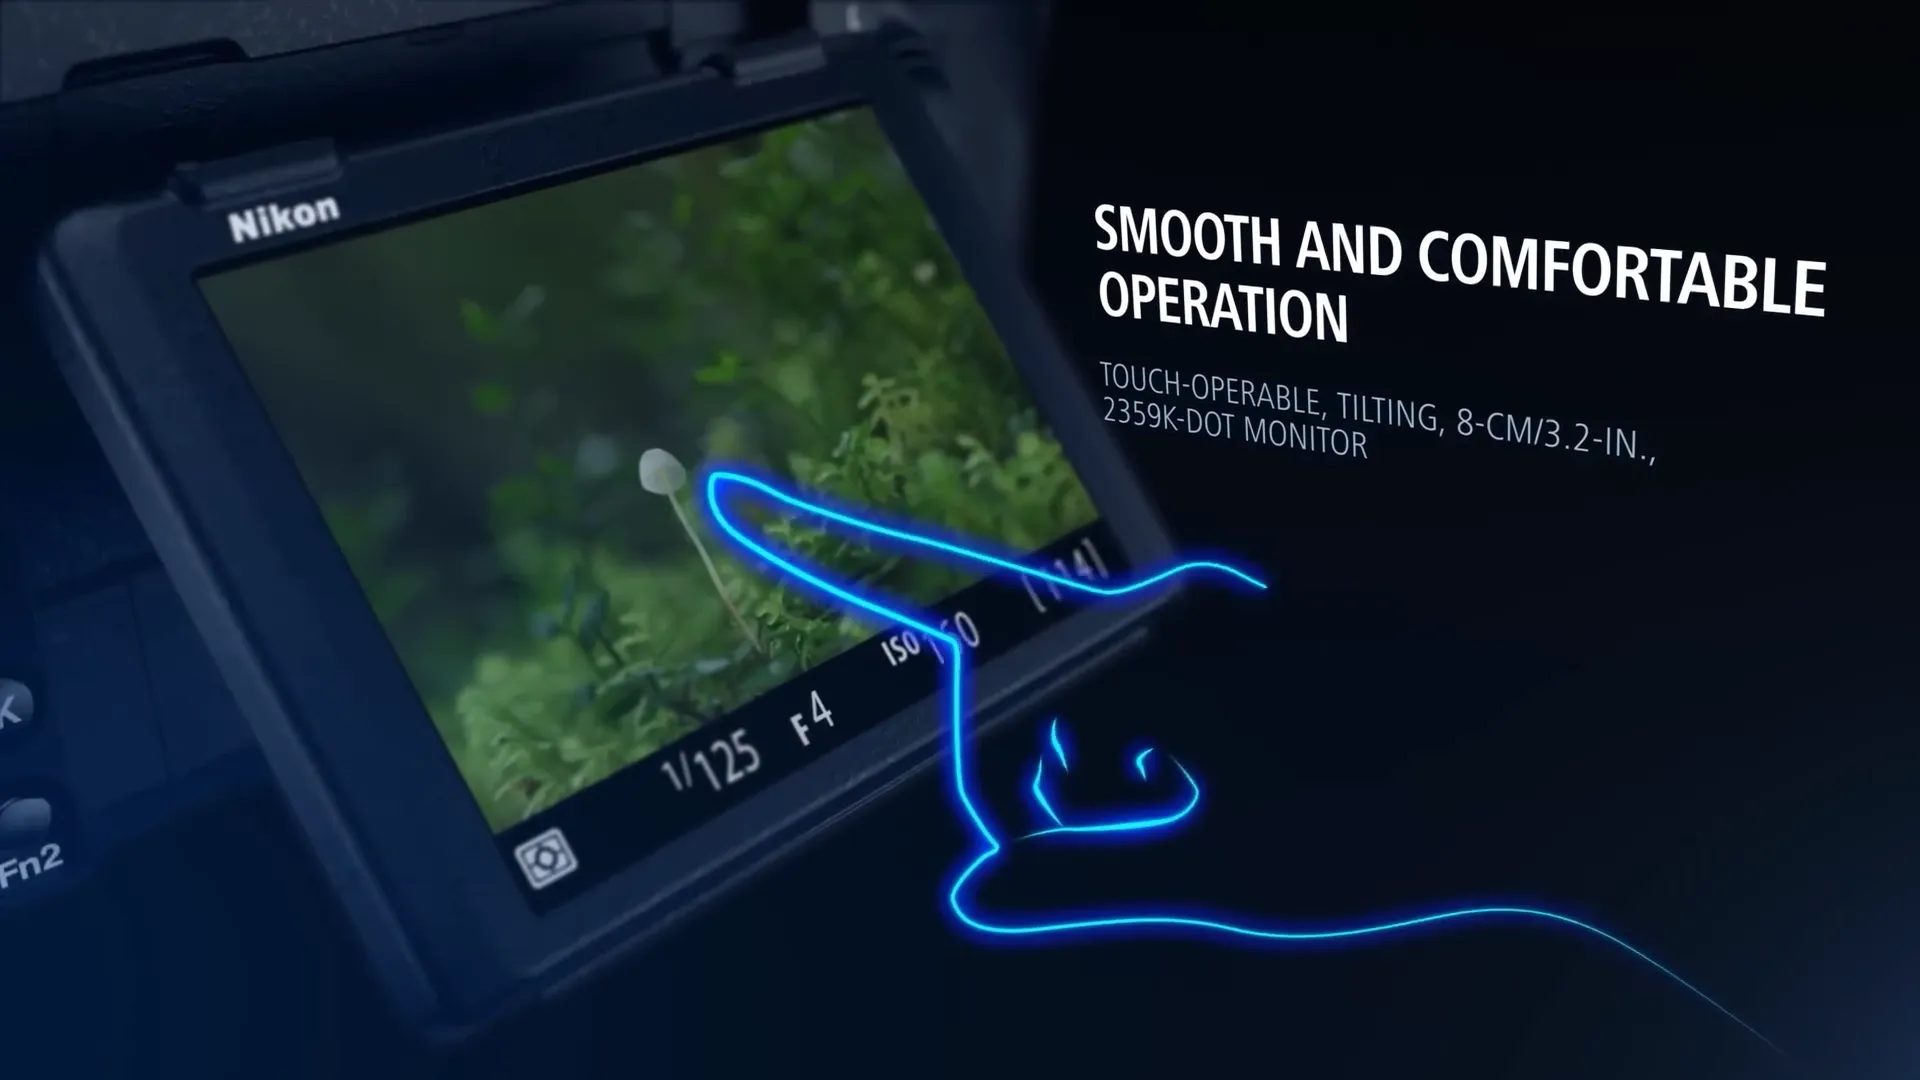 Nikon
SMOOTH AND COMFORTABLE
OPERATION
TOUCH-OPERABLE, TILTING, 8-CM/3.2-IN.,
2359K-DOT MONITOR
1/125 F4 ISO
Fn2